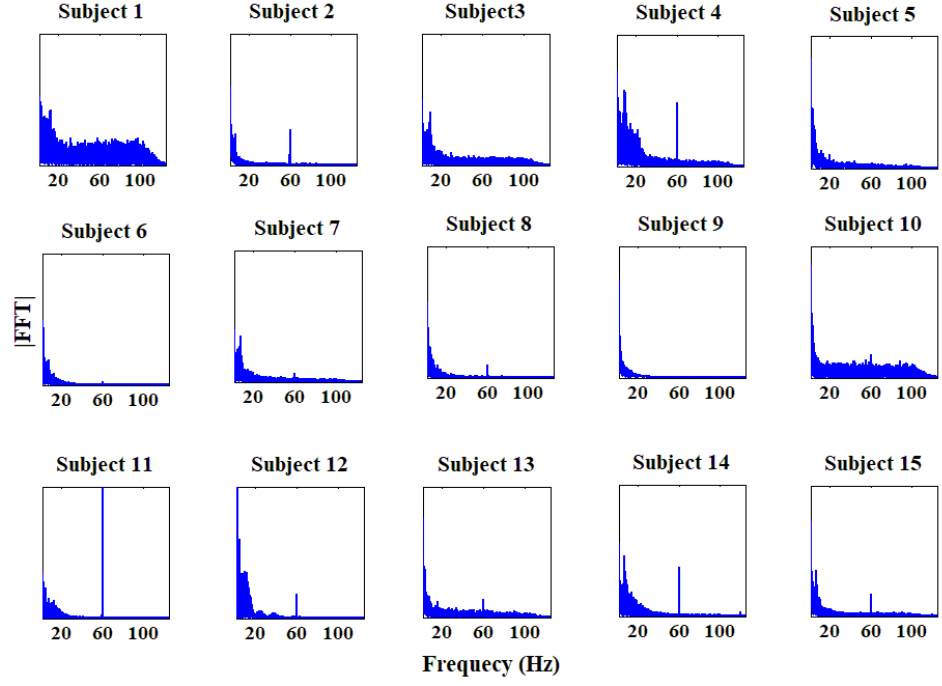 Subject 1 Subject 2 Subject3 Subject 4 Subject 5
20 60 100 20 60 100 20 60 100 20 60 100 20 60 100
Subject 6 Subject 7 Subject 8 Subject 9 Subject 10
|FFT|
20 60 100 20 60 100 20 60 100 20 60 100 20 60 100
Subject 11 Subject 12 Subject 13 Subject 14 Subject 15
20 60 100 20 60 100 20 60 100 20 60 100 20 60 100
Frequecy (Hz)